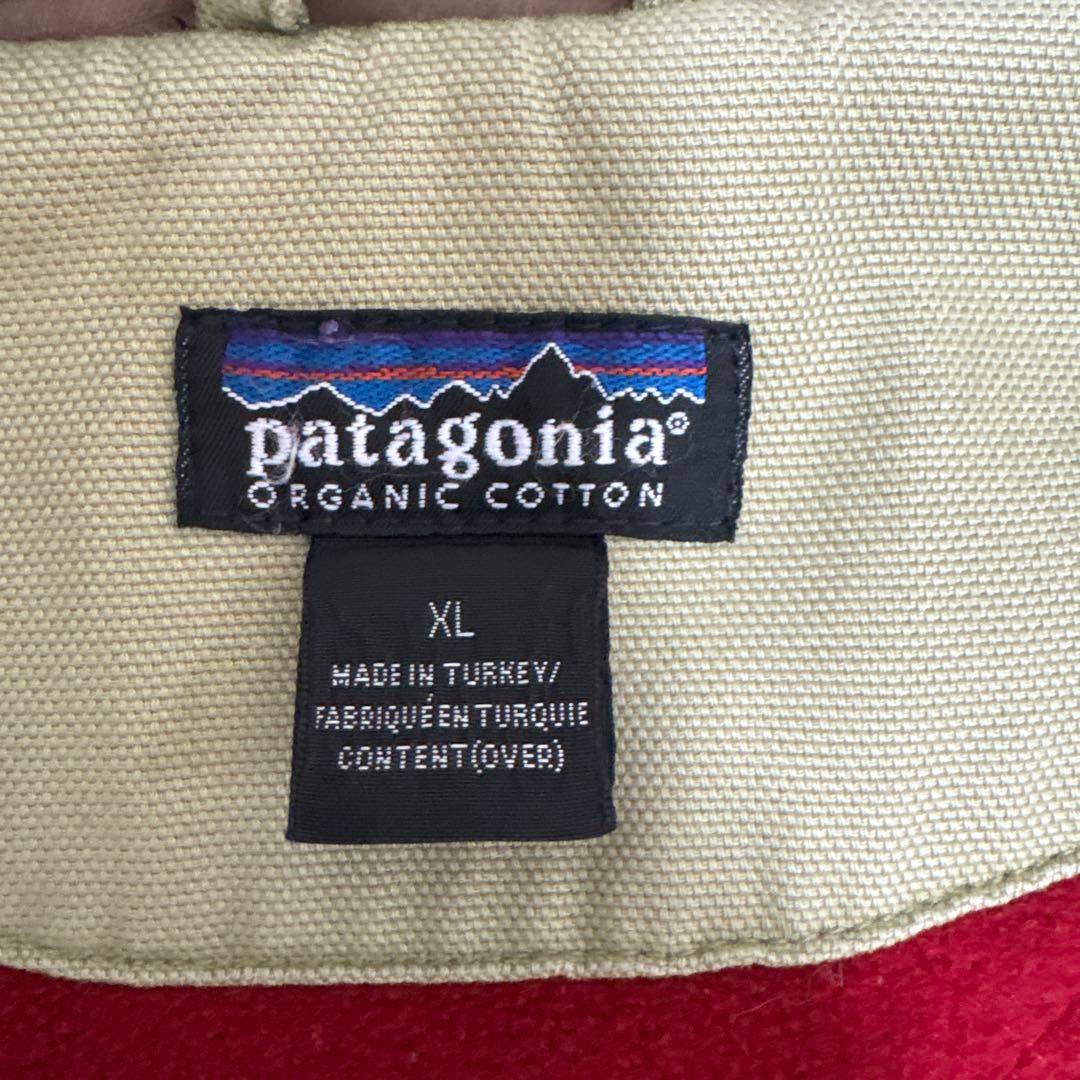 patagonia®
ORGANIC COTTON
XL
MADE IN TURKEY/
FABRIQUÉ EN TURQUIE
CONTENT (OVER)